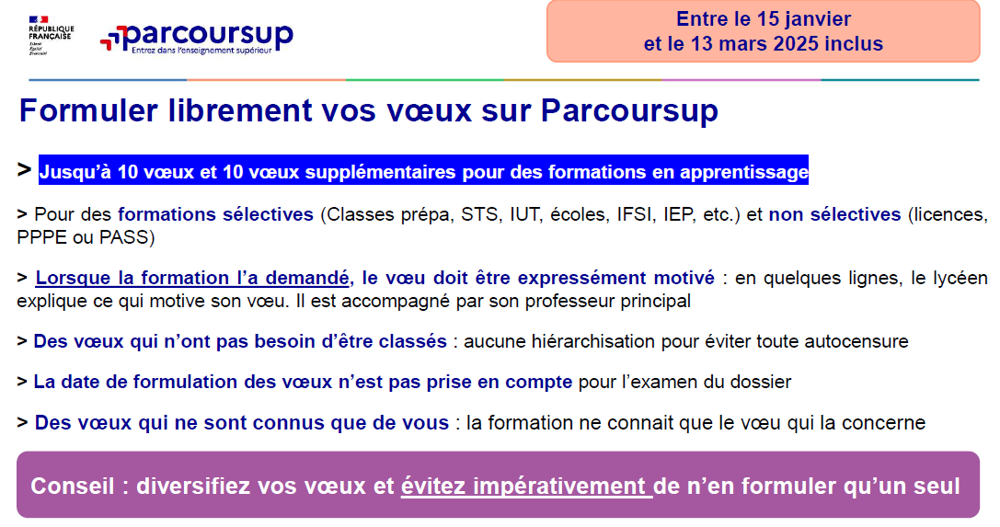 RÉPUBLIQUE
FRANÇAISE
Liberté
Égalité
Fraternité
parcoursup
Entrez dans l'enseignement supérieur
Entre le 15 janvier
et le 13 mars 2025 inclus
Formuler librement vos vœux sur Parcoursup
> Jusqu'à 10 vœux et 10 vœux supplémentaires pour des formations en apprentissage
> Pour des formations sélectives (Classes prépa, STS, IUT, écoles, IFSI, IEP, etc.) et non sélectives (licences,
PPPE ou PASS)
> Lorsque la formation l'a demandé, le vœu doit être expressément motivé : en quelques lignes, le lycéen
explique ce qui motive son vœu. Il est accompagné par son professeur principal
> Des vœux qui n'ont pas besoin d'être classés : aucune hiérarchisation pour éviter toute autocensure
> La date de formulation des vœux n'est pas prise en compte pour l'examen du dossier
> Des vœux qui ne sont connus que de vous : la formation ne connait que le vœu qui la concerne
Conseil : diversifiez vos vœux et évitez impérativement de n'en formuler qu'un seul